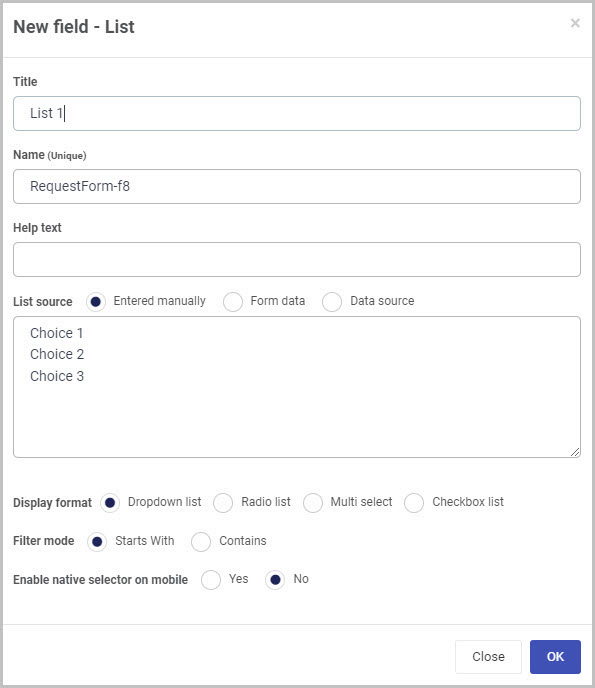 New field - List
×
Title
List 1
Name (Unique)
RequestForm-f8
Help text
List source Entered manually Form data Data source
Choice 1
Choice 2
Choice 3
Display format Dropdown list Radio list Multi select Checkbox list
Filter mode Starts With Contains
Enable native selector on mobile Yes No
Close OK